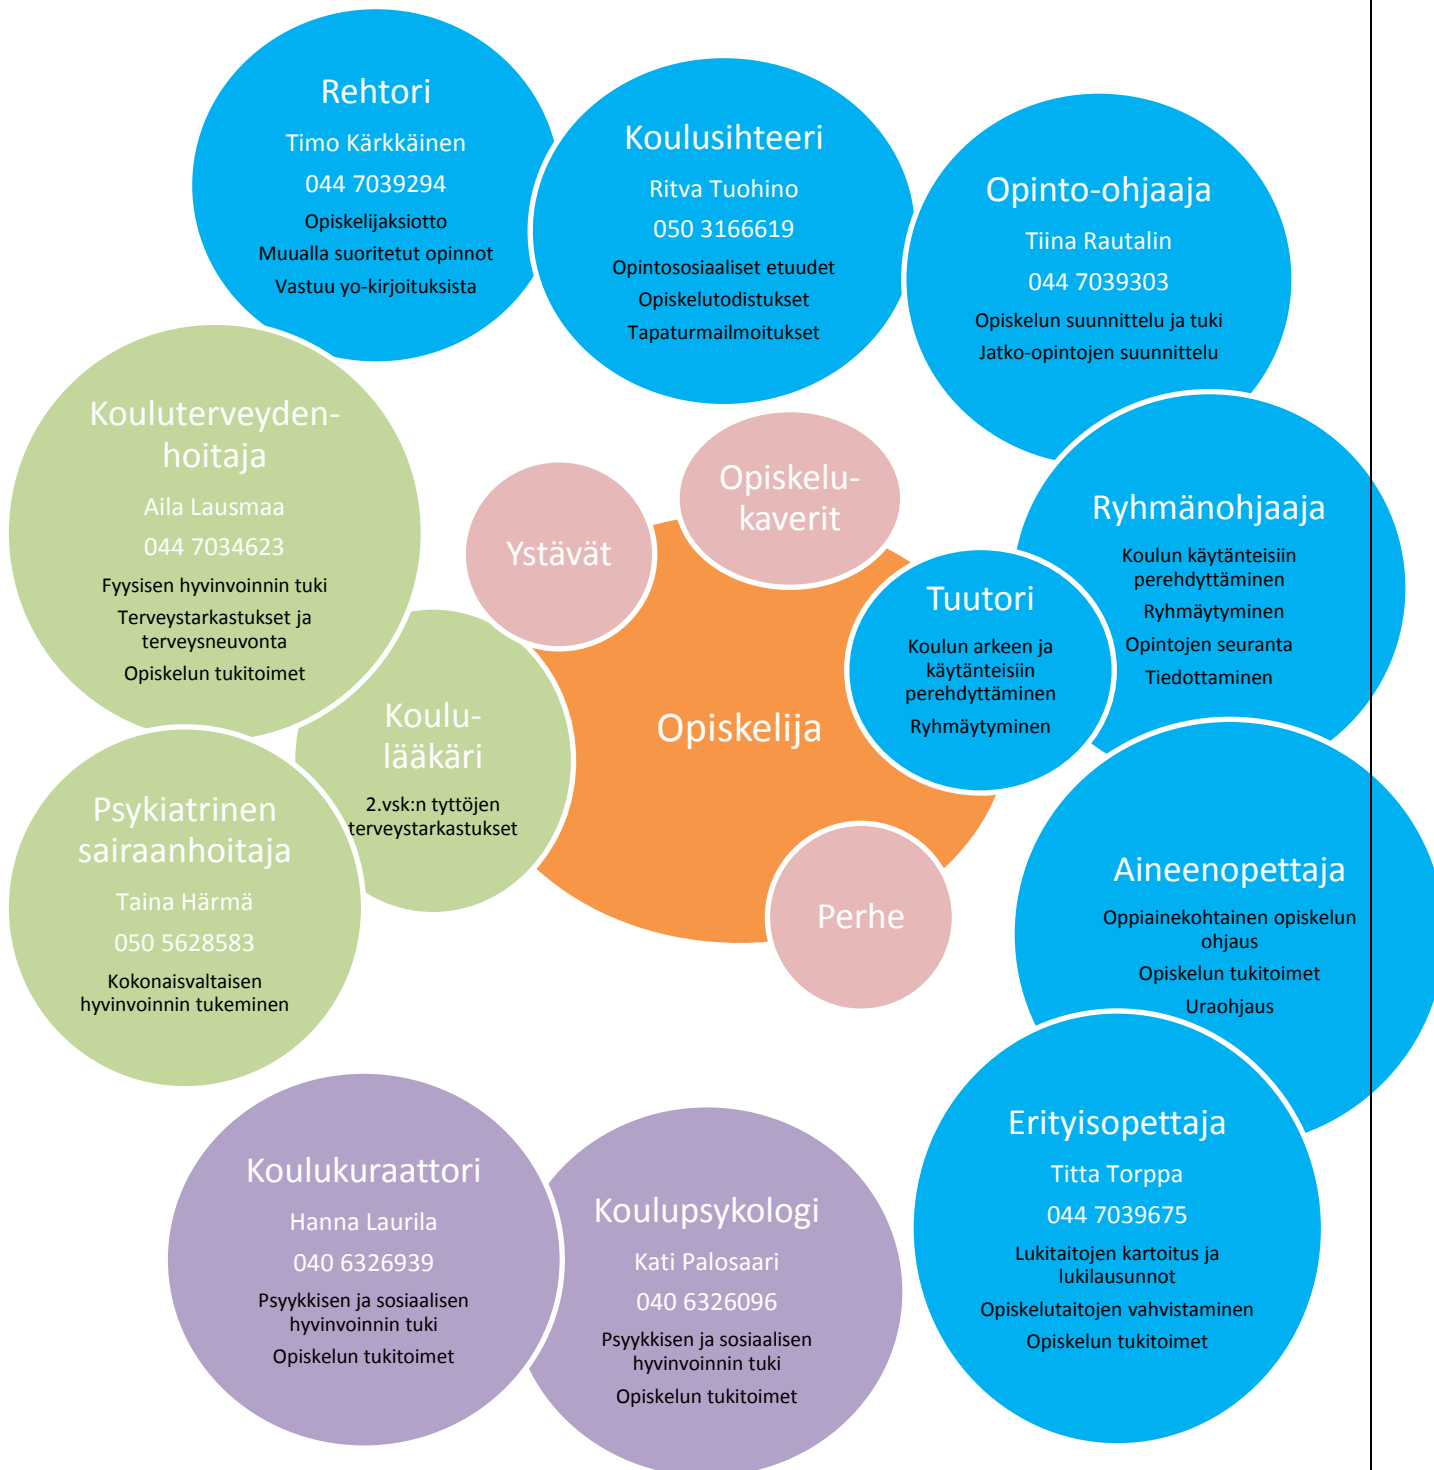 Rehtori
Timo Kärkkäinen
044 7039294
Opiskelijaksiotto
Muualla suoritetut opinnot
Vastuu yo-kirjoituksista
Koulusihteeri
Ritva Tuohino
050 3166619
Opintososiaaliset etuudet
Opiskelutodistukset
Tapaturmailmoitukset
Opinto-ohjaaja
Tiina Rautalin
044 7039303
Opiskelun suunnittelu ja tuki
Jatko-opintojen suunnittelu
Kouluterveyden-
hoitaja
Aila Lausmaa
044 7034623
Fyysisen hyvinvoinnin tuki
Terveystarkastukset ja
terveysneuvonta
Opiskelun tukitoimet
Ystävät
Opiskelu-
kaverit
Ryhmänohjaaja
Koulun käytänteisiin
perehdyttäminen
Ryhmäytyminen
Opintojen seuranta
Tiedottaminen
Tuutori
Koulun arkeen ja
käytänteisiin
perehdyttäminen
Ryhmäytyminen
Opiskelija
Koulu-
lääkäri
2.vsk:n tyttöjen
terveystarkastukset
Psykiatrinen
sairaanhoitaja
Taina Härmä
050 5628583
Kokonaisvaltaisen
hyvinvoinnin tukeminen
Perhe
Aineenopettaja
Oppiainekohtainen opiskelun
ohjaus
Opiskelun tukitoimet
Uraohjaus
Koulukuraattori
Hanna Laurila
040 6326939
Psyykkisen ja sosiaalisen
hyvinvoinnin tuki
Opiskelun tukitoimet
Koulupsykologi
Kati Palosaari
040 6326096
Psyykkisen ja sosiaalisen
hyvinvoinnin tuki
Opiskelun tukitoimet
Erityisopettaja
Titta Torppa
044 7039675
Lukitaitojen kartoitus ja
lukilausunnot
Opiskelutaitojen vahvistaminen
Opiskelun tukitoimet